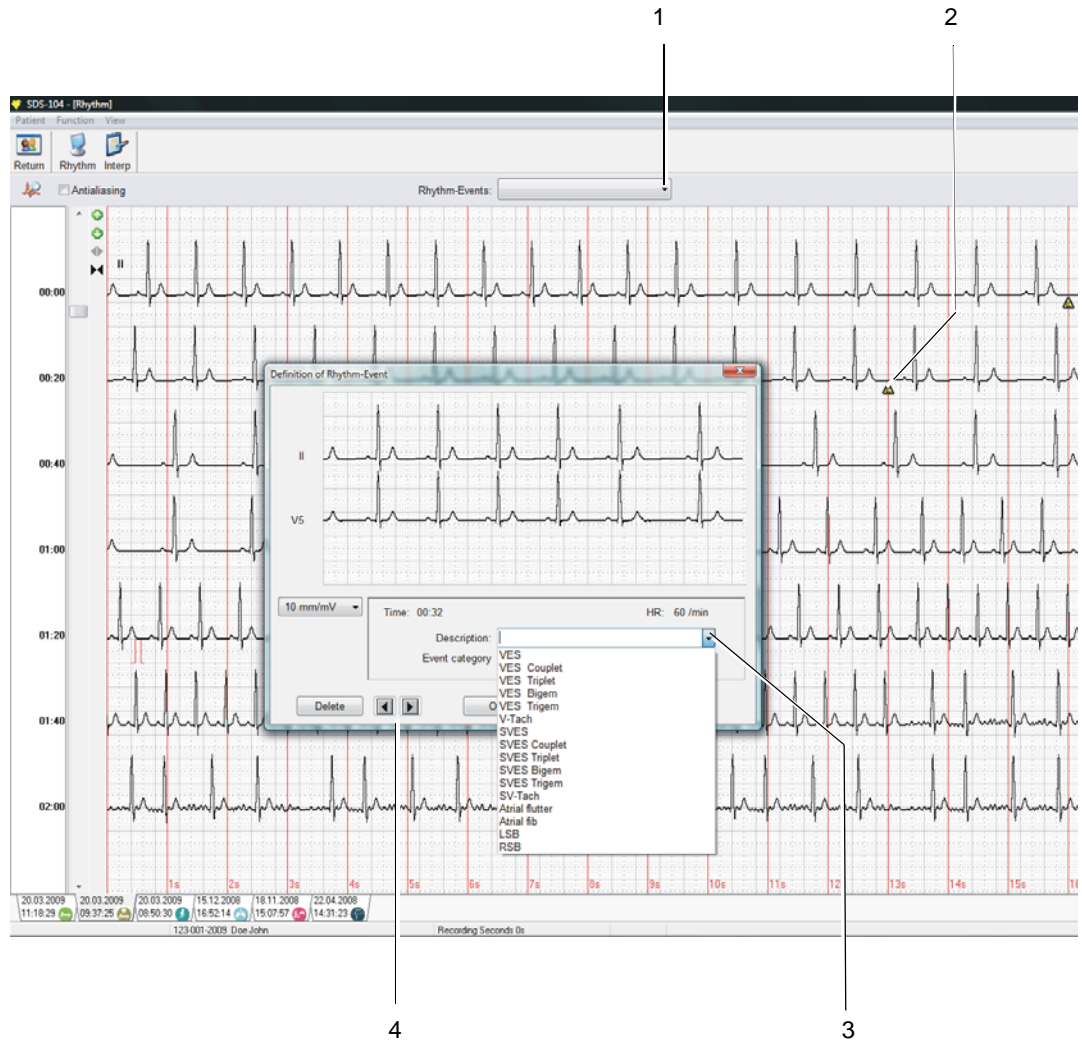 1 2
SDS-104 - [Rhythm]
Patient Function View
Return Rhythm Interp
Antialiasing Rhythm-Events:
II
00:00
00:20
Definition of Rhythm-Event
II
00:40
V5
01:00
10 mm/mV Time: 00:32 HR: 60 /min
01:20 Description:
Event category VES
VES Couplet
VES Triplet
VES Bigem
Delete O VES Trigem
01:40 V-Tach
SVES
SVES Couplet
SVES Triplet
SVES Bigem
SVES Trigem
SV-Tach
02:00 Atrial flutter
Atrial fib
LSB
RSB
1s 2s 3s 4s 5s 6s 7s 8s 9s 10s 11s 12 13s 14s 15s 16
20.03.2009 20.03.2009 20.03.2009 15.12.2008 18.11.2008 22.04.2008
11:18:29 09:37:25 08:50:30 16:52:14 15:07:57 14:31:23
123-001-2009 Doe John Recording Seconds 0s
4 3